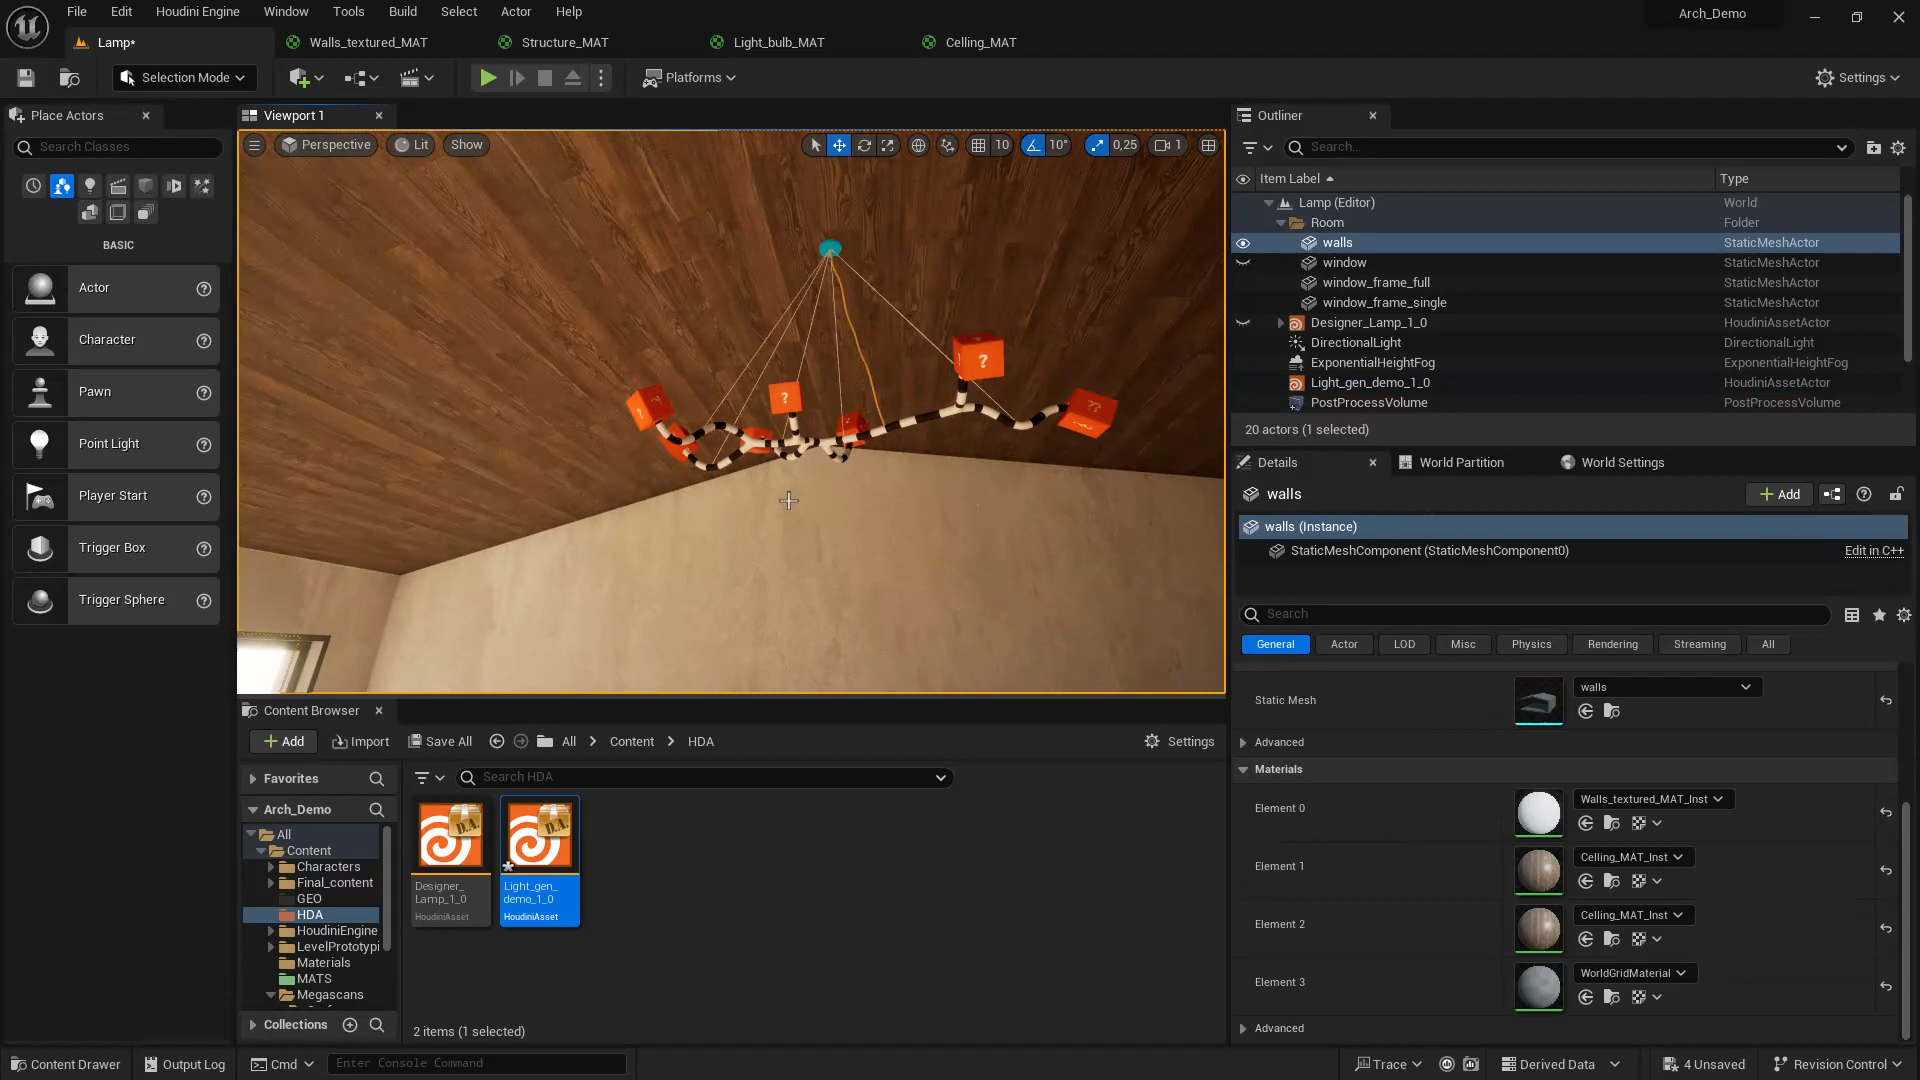 File Edit Houdini Engine Window Tools Build Select Actor Help Arch_Demo
Lamp* Walls_textured_MAT Structure_MAT Light_bulb_MAT Celling_MAT
Selection Mode Platforms Settings
Place Actors
Search Classes
BASIC
Actor
Character
Pawn
Point Light
Player Start
Trigger Box
Trigger Sphere
Viewport 1
Perspective Lit Show 10 10° 0,25 1
?
?
Content Browser
Add Import Save All All Content HDA Settings
Favorites
Search HDA
Arch_Demo
All
Content
Characters
Final_content
GEO
HDA
HoudiniEngine
LevelPrototypi
Materials
MATS
Megascans
Collections
D.A.
Designer_
Lamp_1_0
HoudiniAsset
D.A.
Light_gen_
demo_1_0
HoudiniAsset
2 items (1 selected)
Outliner
Search...
Item Label Type
Lamp (Editor) World
Room Folder
walls StaticMeshActor
window StaticMeshActor
window_frame_full StaticMeshActor
window_frame_single StaticMeshActor
Designer_Lamp_1_0 HoudiniAssetActor
DirectionalLight DirectionalLight
ExponentialHeightFog ExponentialHeightFog
Light_gen_demo_1_0 HoudiniAssetActor
PostProcessVolume PostProcessVolume
20 actors (1 selected)
Details World Partition World Settings
walls Add
walls (Instance)
StaticMeshComponent (StaticMeshComponent0) Edit in C++
Search
General Actor LOD Misc Physics Rendering Streaming All
Static Mesh walls
Advanced
Materials
Element 0 Walls_textured_MAT_Inst
Element 1 Celling_MAT_Inst
Element 2 Celling_MAT_Inst
Element 3 WorldGridMaterial
Advanced
Content Drawer Output Log Cmd Enter Console Command Trace Derived Data 4 Unsaved Revision Control